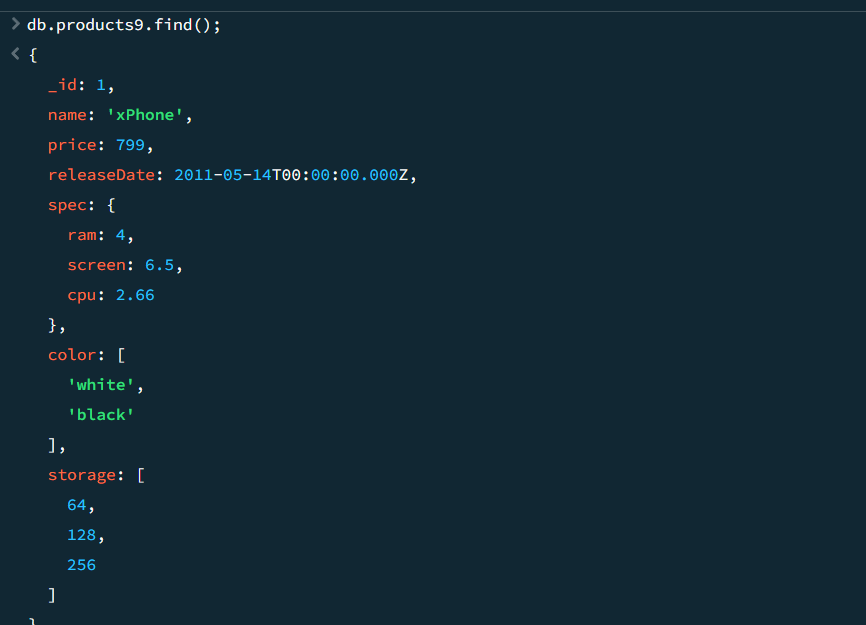 > db.products9.find();
< {
_id: 1,
name: 'xPhone',
price: 799,
releaseDate: 2011-05-14T00:00:00.000Z,
spec: {
ram: 4,
screen: 6.5,
cpu: 2.66
},
color: [
'white',
'black'
],
storage: [
64,
128,
256
]
}